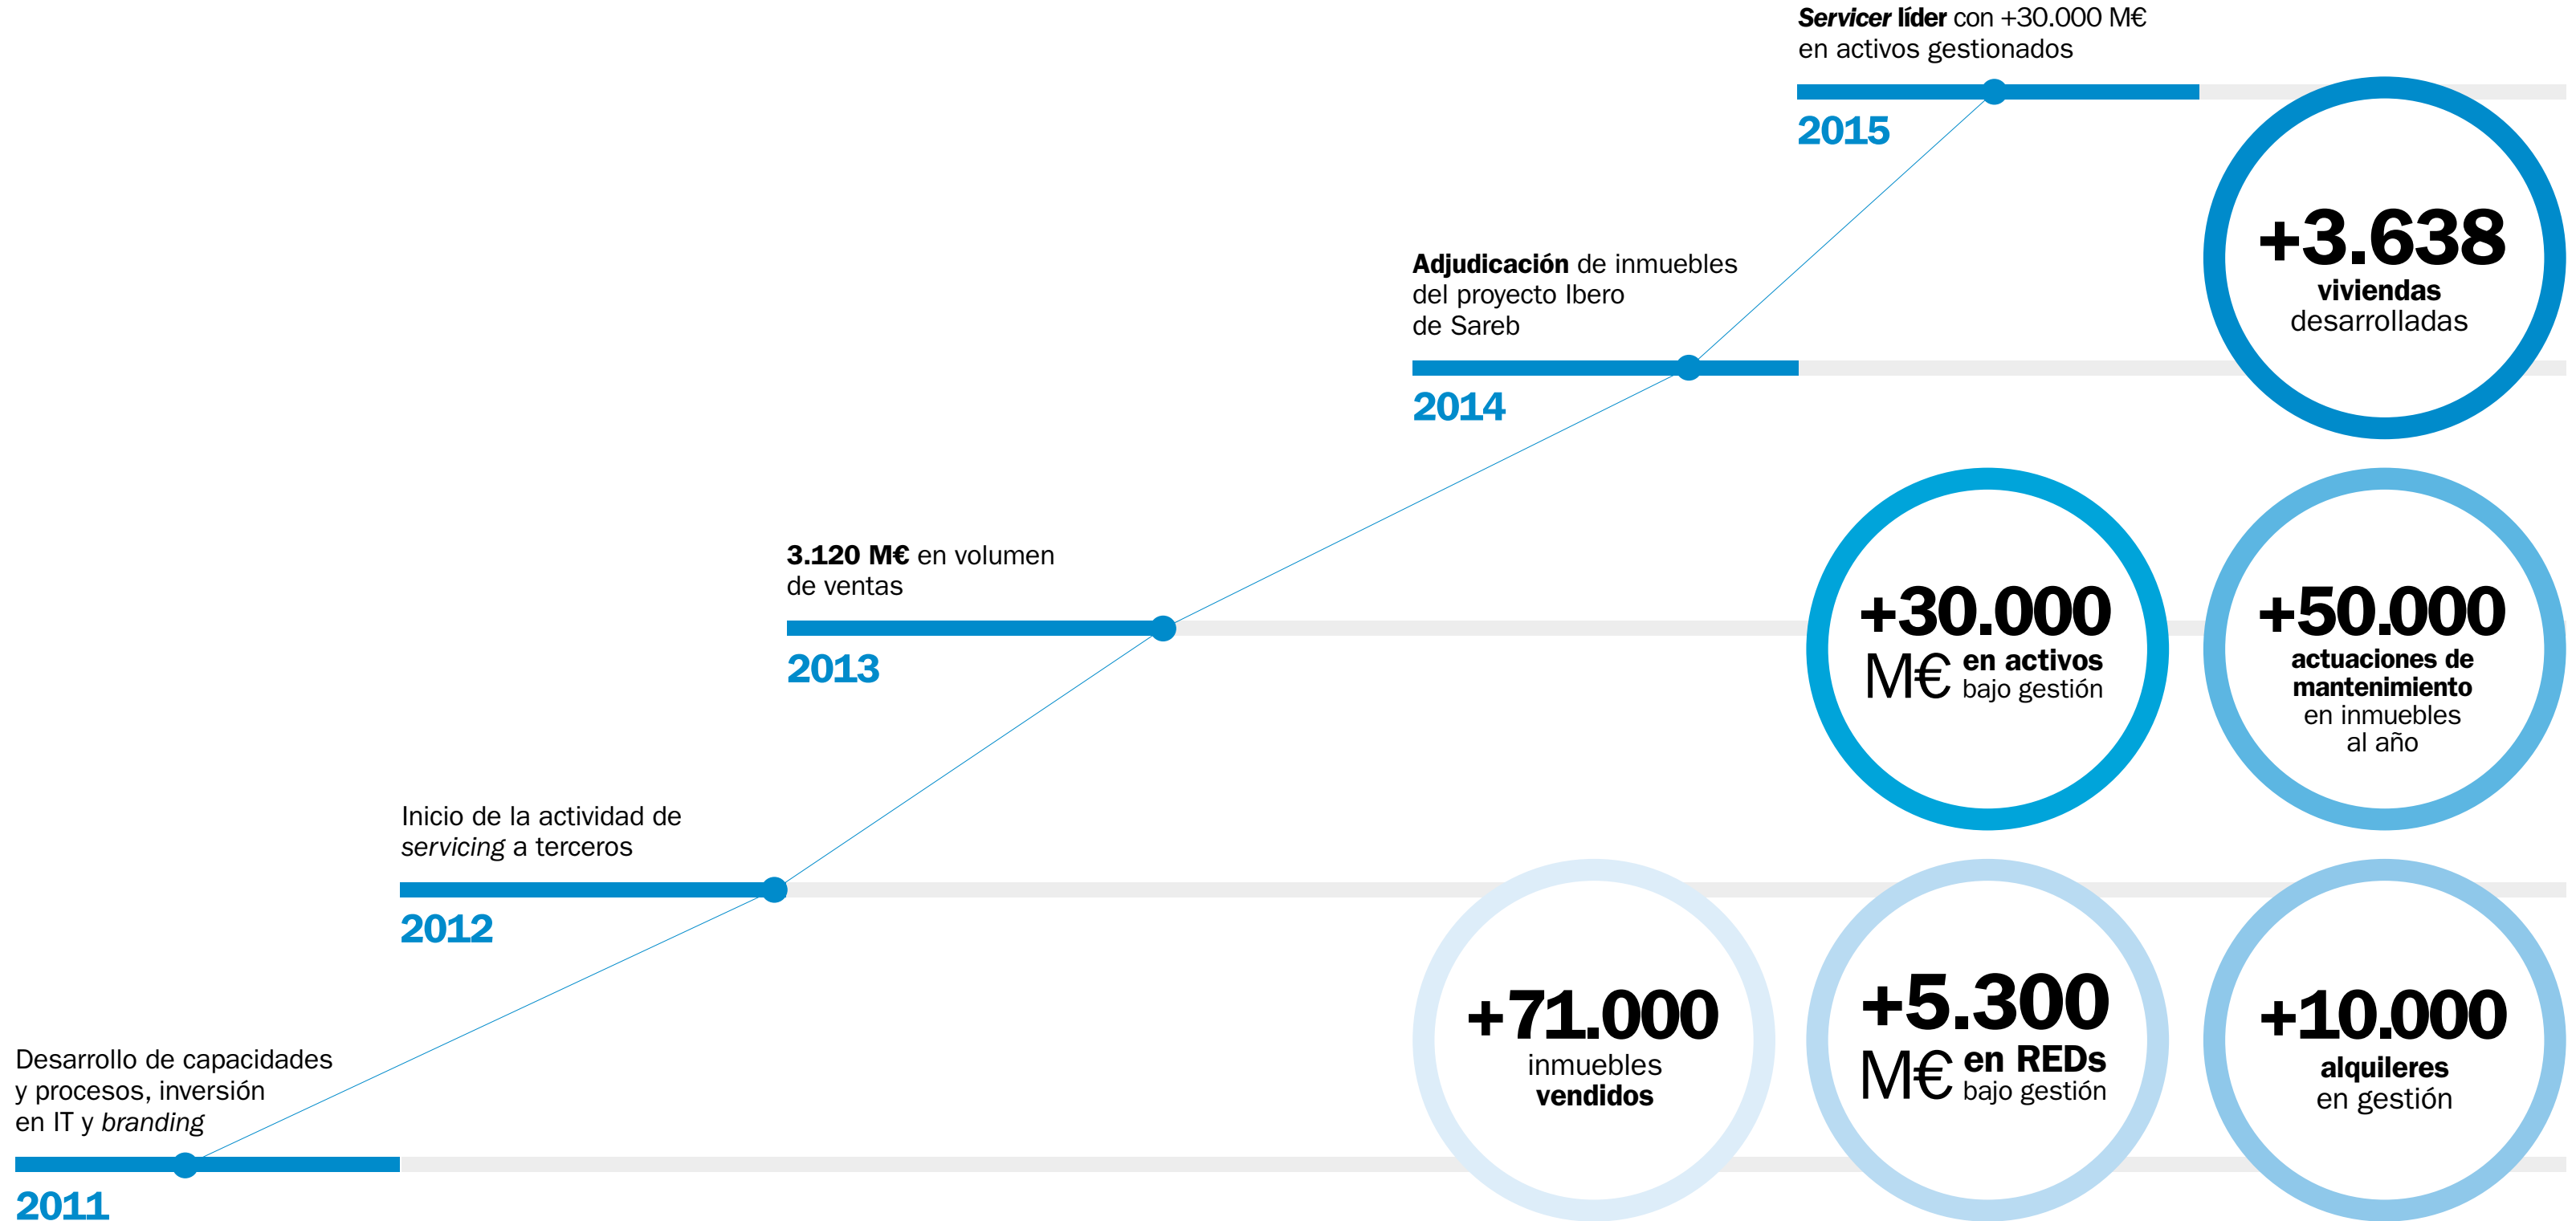 Servicer líder con +30.000 M€
en activos gestionados
2015
+3.638
viviendas
desarrolladas
Adjudicación de inmuebles
del proyecto Ibero
de Sareb
2014
3.120 M€ en volumen
de ventas
2013
+30.000
M€ en activos
bajo gestión
+50.000
actuaciones de
mantenimiento
en inmuebles
al año
Inicio de la actividad de
servicing a terceros
2012
+71.000
inmuebles
vendidos
+5.300
M€ en REDs
bajo gestión
+10.000
alquileres
en gestión
Desarrollo de capacidades
y procesos, inversión
en IT y branding
2011